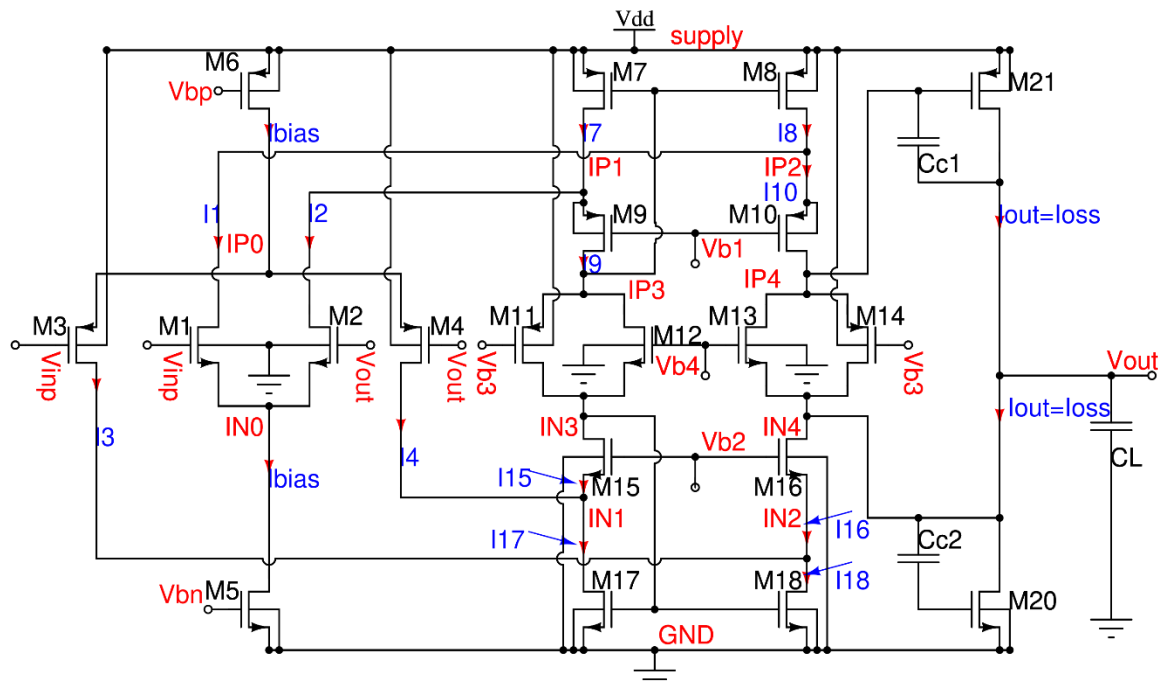 Vdd
supply
M6
M7
M8
M21
Vbp
Ibias
I7
I8
Cc1
IP1
IP2
I10
I1
I2
M9
M10
Iout=Ioss
IP0
Vb1
I9
IP3
IP4
M3
M1
M2
M4
M11
M12
M13
M14
Vinp
Vinp
Vout
Vout
Vb3
Vb4
Vb3
Vout
Iout=Ioss
IN0
IN3
Vb2
IN4
I3
I4
CL
Ibias
I15
M15
M16
IN1
IN2
I16
I17
Cc2
Vbn
M5
M17
M18
I18
M20
GND